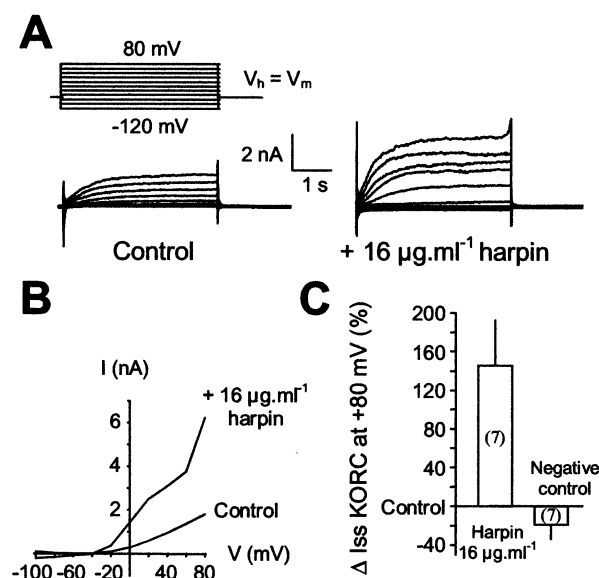 A
80 mV
Vh = Vm
-120 mV
2 nA
1 s
Control
+ 16 µg.ml-1 harpin
B
I (nA)
+ 16 µg.ml-1
harpin
6
4
2
Control
V (mV)
-100 -60 -20 40 80
C
Δ Iss KORC at +80 mV (%)
200
160
120
80
40
Control
-40
(7)
Negative
control
(7)
Harpin
16 µg.ml-1